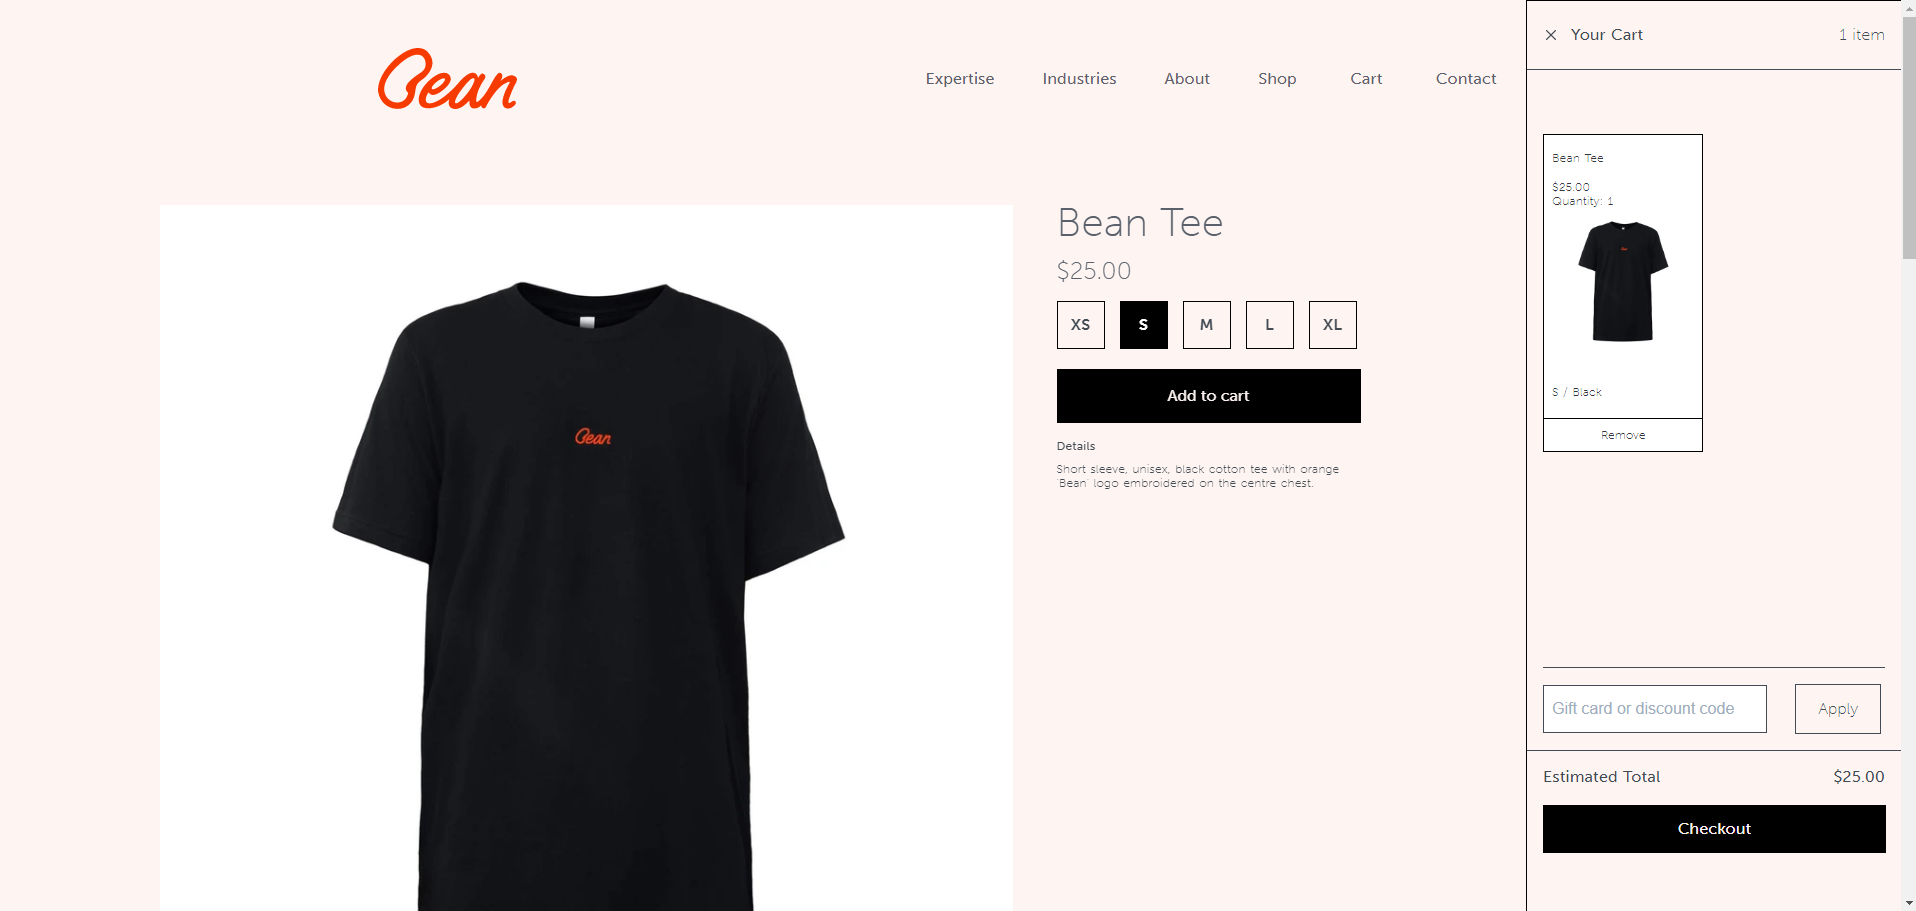 Bean
Expertise
Industries
About
Shop
Cart
Contact
Bean Tee
$25.00
XS
S
M
L
XL
Add to cart
Details
Short sleeve, unisex, black cotton tee with orange
'Bean' logo embroidered on the centre chest.
Bean
Your Cart
1 item
Bean Tee
$25.00
Quantity: 1
Bean
S / Black
Remove
Gift card or discount code
Apply
Estimated Total
$25.00
Checkout